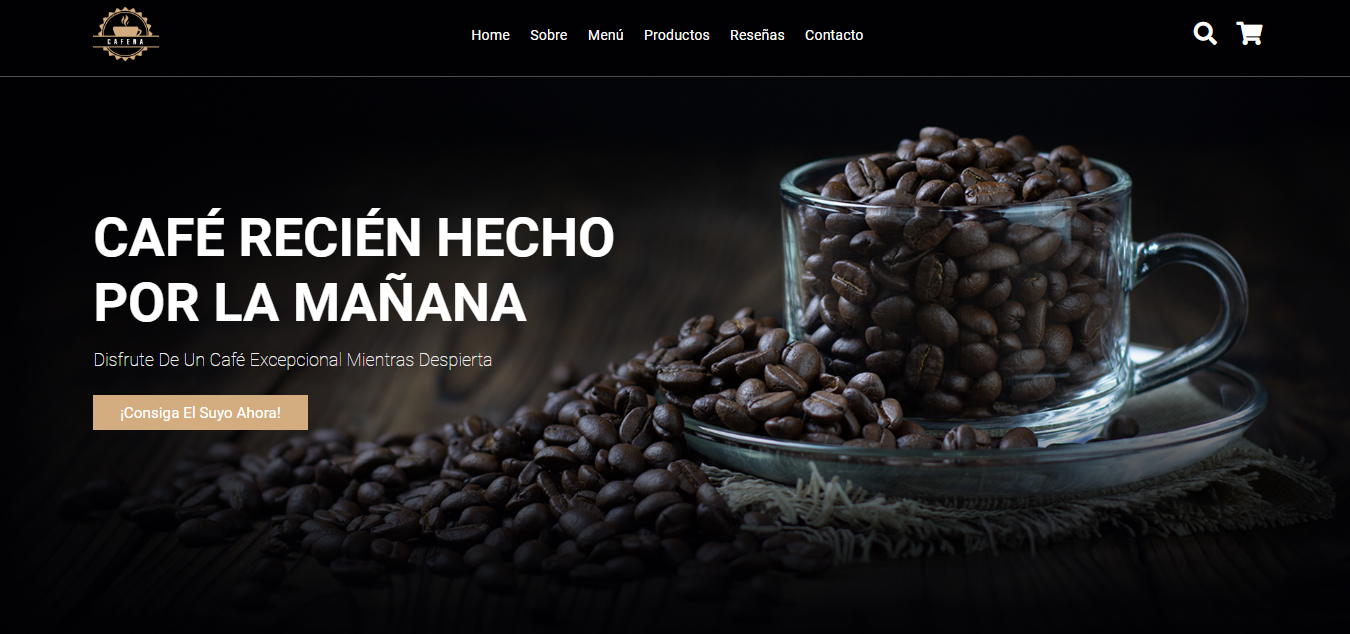 CAFENA
Home Sobre Menú Productos Reseñas Contacto
CAFÉ RECIÉN HECHO
POR LA MAÑANA
Disfrute De Un Café Excepcional Mientras Despierta
¡Consiga El Suyo Ahora!